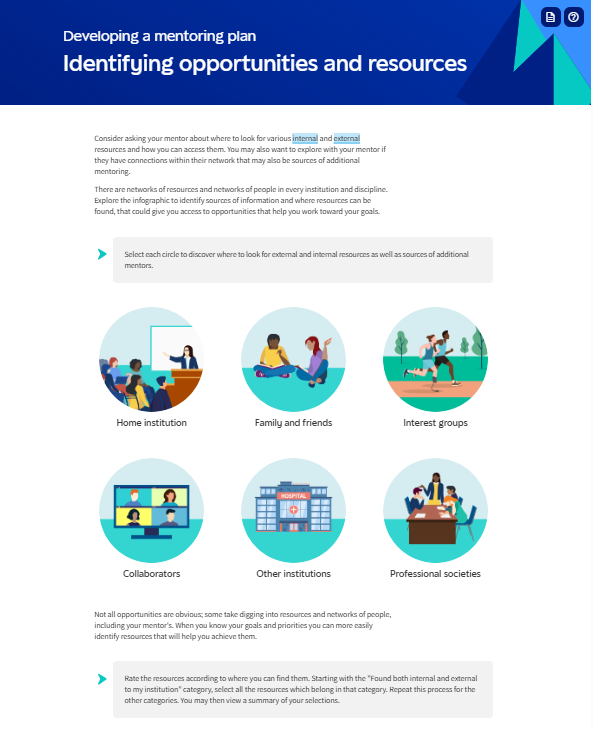 Developing a mentoring plan
Identifying opportunities and resources
Consider asking your mentor about where to look for various internal and external
resources and how you can access them. You may also want to explore with your mentor if
they have connections within their network that may also be sources of additional
mentoring.
There are networks of resources and networks of people in every institution and discipline.
Explore the infographic to identify sources of information and where resources can be
found, that could give you access to opportunities that help you work toward your goals.
Select each circle to discover where to look for external and internal resources as well as sources of additional
mentors.
Home institution
Family and friends
Interest groups
HOSPITAL
Collaborators
Other institutions
Professional societies
Not all opportunities are obvious; some take digging into resources and networks of people,
including your mentor's. When you know your goals and priorities you can more easily
identify resources that will help you achieve them.
Rate the resources according to where you can find them. Starting with the "Found both internal and external
to my institution" category, select all the resources which belong in that category. Repeat this process for the
other categories. You may then view a summary of your selections.